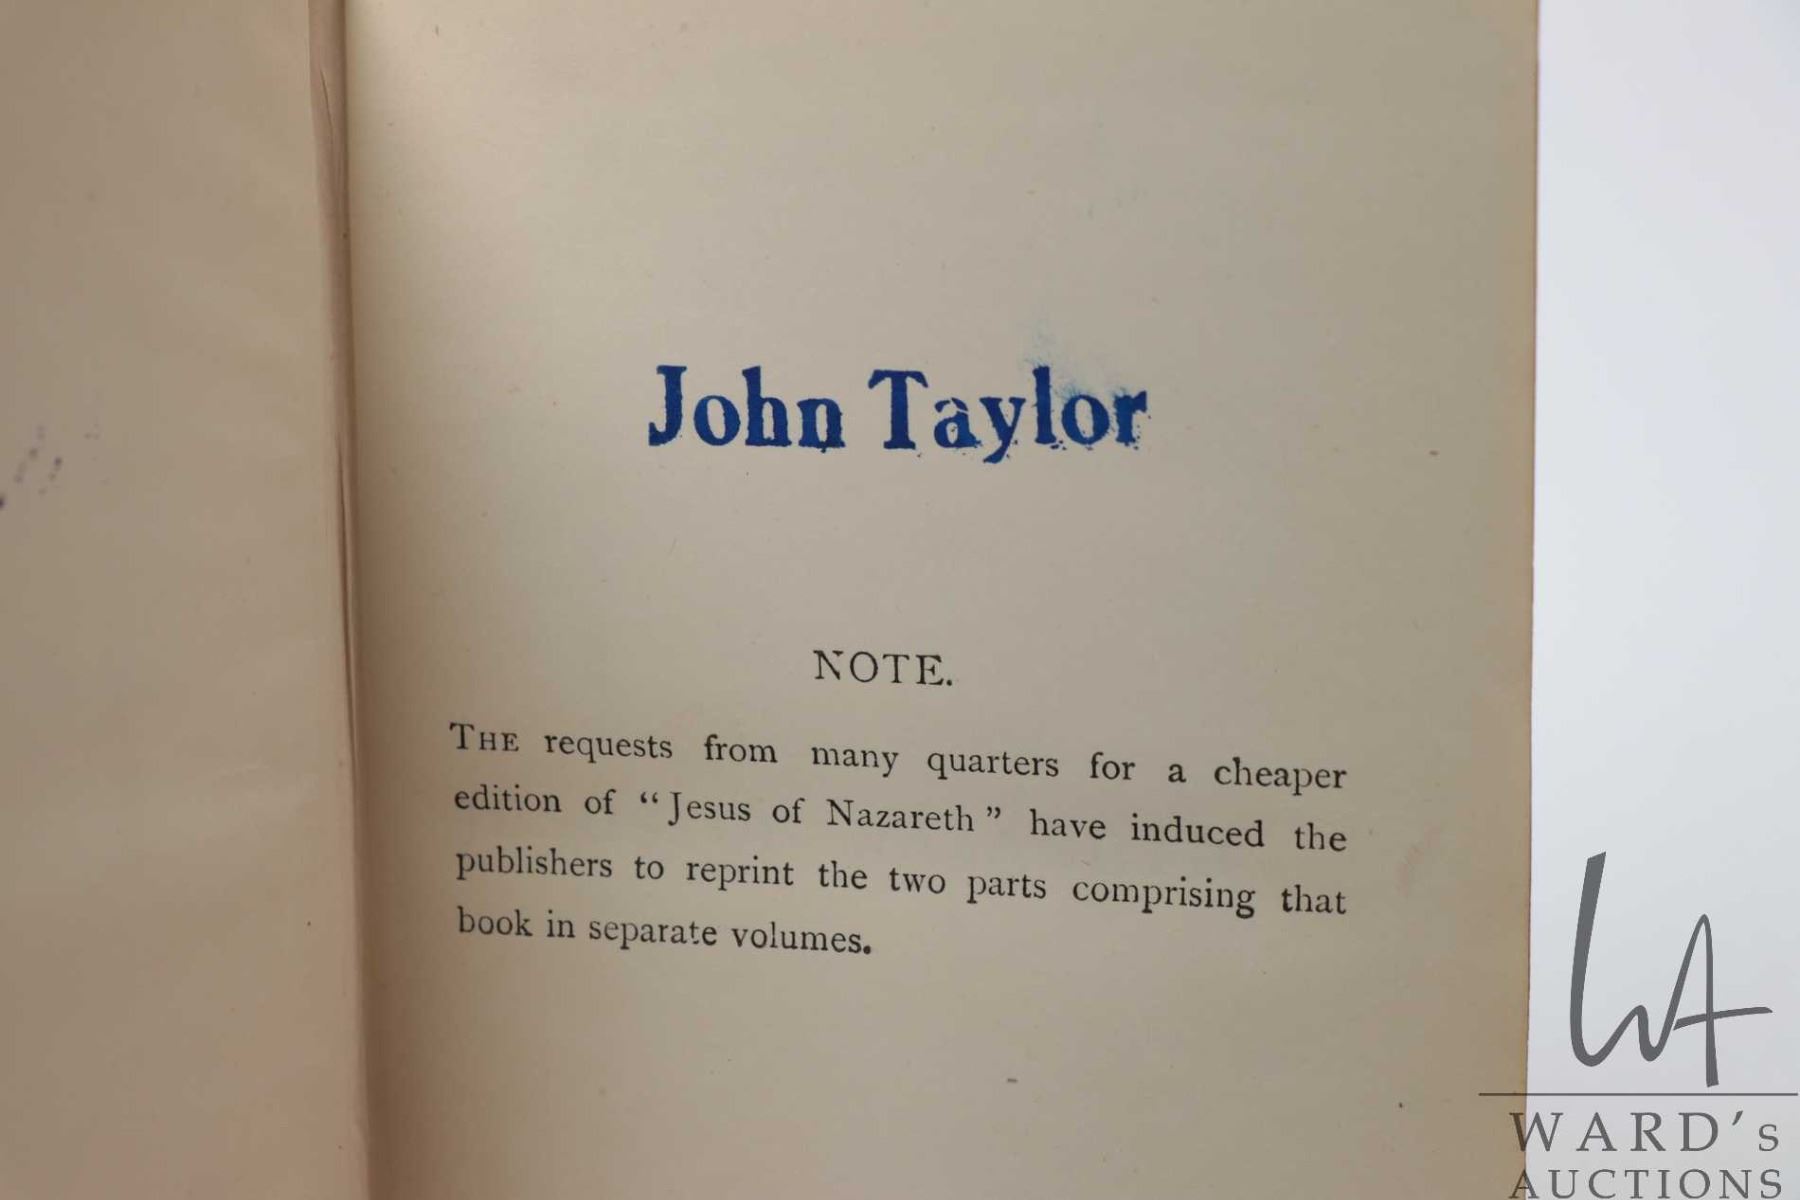 John Taylor
NOTE.
THE requests from many quarters for a cheaper
edition of “Jesus of Nazareth” have induced the
publishers to reprint the two parts comprising that
book in separate volumes.
WA
WARD's
AUCTIONS